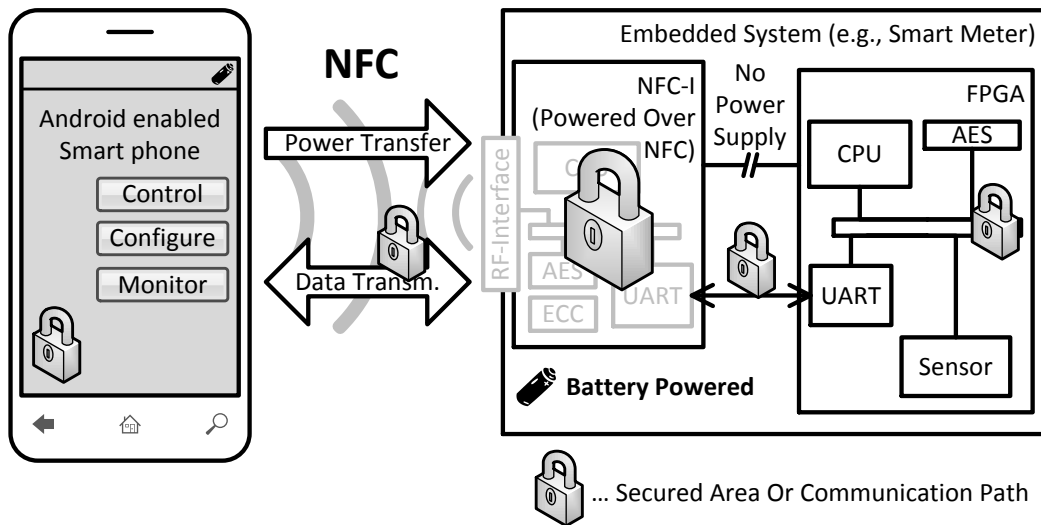 Android enabled
Smart phone
Control
Configure
Monitor
NFC
Power Transfer
Data Transm.
Embedded System (e.g., Smart Meter)
NFC-I
(Powered Over
NFC)
RF-Interface
AES
ECC
UART
No
Power
Supply
FPGA
CPU
AES
UART
Sensor
Battery Powered
... Secured Area Or Communication Path